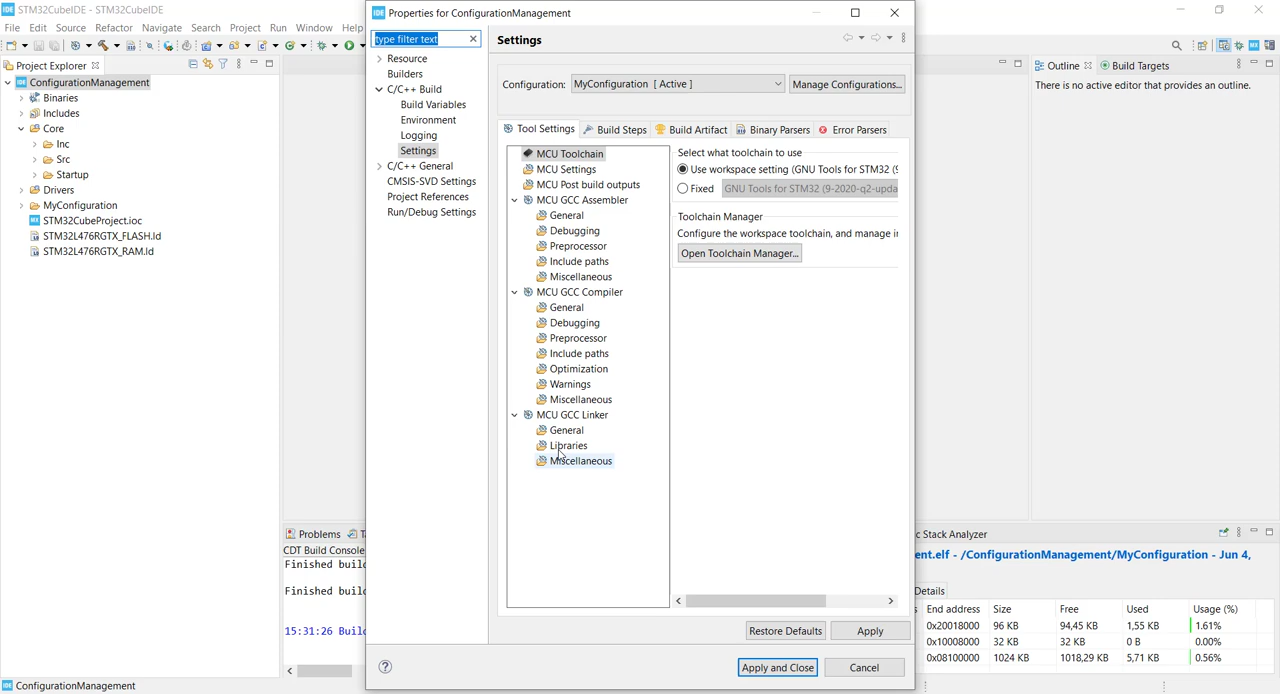 STM32CubeIDE - STM32CubeIDE
File Edit Source Refactor Navigate Search Project Run Window Help
Project Explorer
ConfigurationManagement
Binaries
Includes
Core
Inc
Src
Startup
Drivers
MyConfiguration
STM32CubeProject.ioc
STM32L476RGTX_FLASH.ld
STM32L476RGTX_RAM.ld
Properties for ConfigurationManagement
type filter text
Resource
Builders
C/C++ Build
Build Variables
Environment
Logging
Settings
C/C++ General
CMSIS-SVD Settings
Project References
Run/Debug Settings
Settings
Configuration: MyConfiguration [ Active ] Manage Configurations...
Tool Settings Build Steps Build Artifact Binary Parsers Error Parsers
MCU Toolchain
MCU Settings
MCU Post build outputs
MCU GCC Assembler
General
Debugging
Preprocessor
Include paths
Miscellaneous
MCU GCC Compiler
General
Debugging
Preprocessor
Include paths
Optimization
Warnings
Miscellaneous
MCU GCC Linker
General
Libraries
Miscellaneous
Select what toolchain to use
Use workspace setting (GNU Tools for STM32 (9
Fixed GNU Tools for STM32 (9-2020-q2-upda
Toolchain Manager
Configure the workspace toolchain, and manage i
Open Toolchain Manager...
Restore Defaults Apply
Apply and Close Cancel
Outline Build Targets
There is no active editor that provides an outline.
Problems
CDT Build Console
Finished buil
Finished buil
15:31:26 Buil
c Stack Analyzer
ent.elf - /ConfigurationManagement/MyConfiguration - Jun 4,
Details
End address Size Free Used Usage (%)
0x20018000 96 KB 94,45 KB 1,55 KB 1.61%
0x10008000 32 KB 32 KB 0 B 0.00%
0x08100000 1024 KB 1018,29 KB 5,71 KB 0.56%
ConfigurationManagement